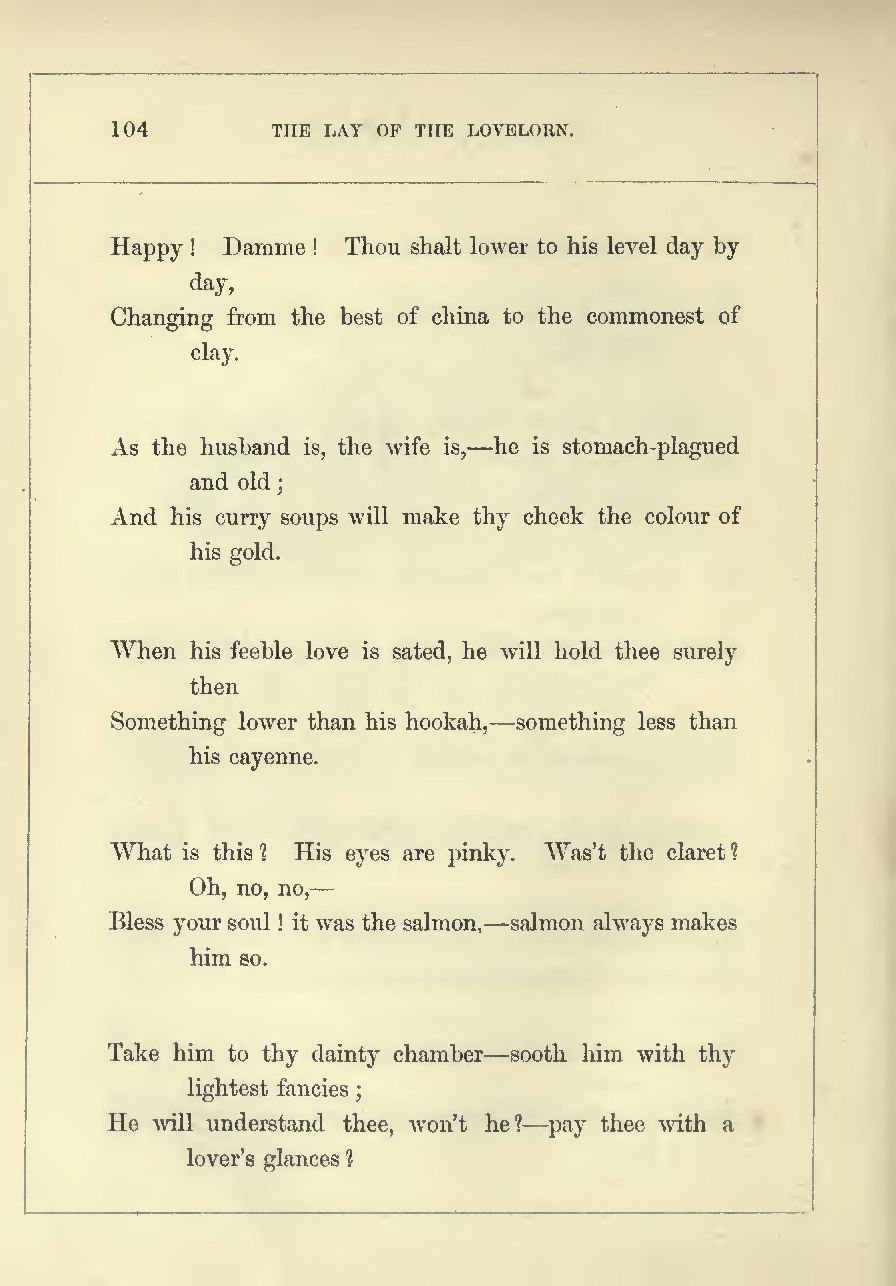 104 THE LAY OF THE LOVELORN.
Happy! Damme! Thou shalt lower to his level day by
day,
Changing from the best of china to the commonest of
clay.
As the husband is, the wife is,—he is stomach-plagued
and old;
And his curry soups will make thy cheek the colour of
his gold.
When his feeble love is sated, he will hold thee surely
then
Something lower than his hookah,—something less than
his cayenne.
What is this? His eyes are pinky. Was't the claret?
Oh, no, no,—
Bless your soul! it was the salmon,—salmon always makes
him so.
Take him to thy dainty chamber—sooth him with thy
lightest fancies;
He will understand thee, won't he?—pay thee with a
lover's glances?